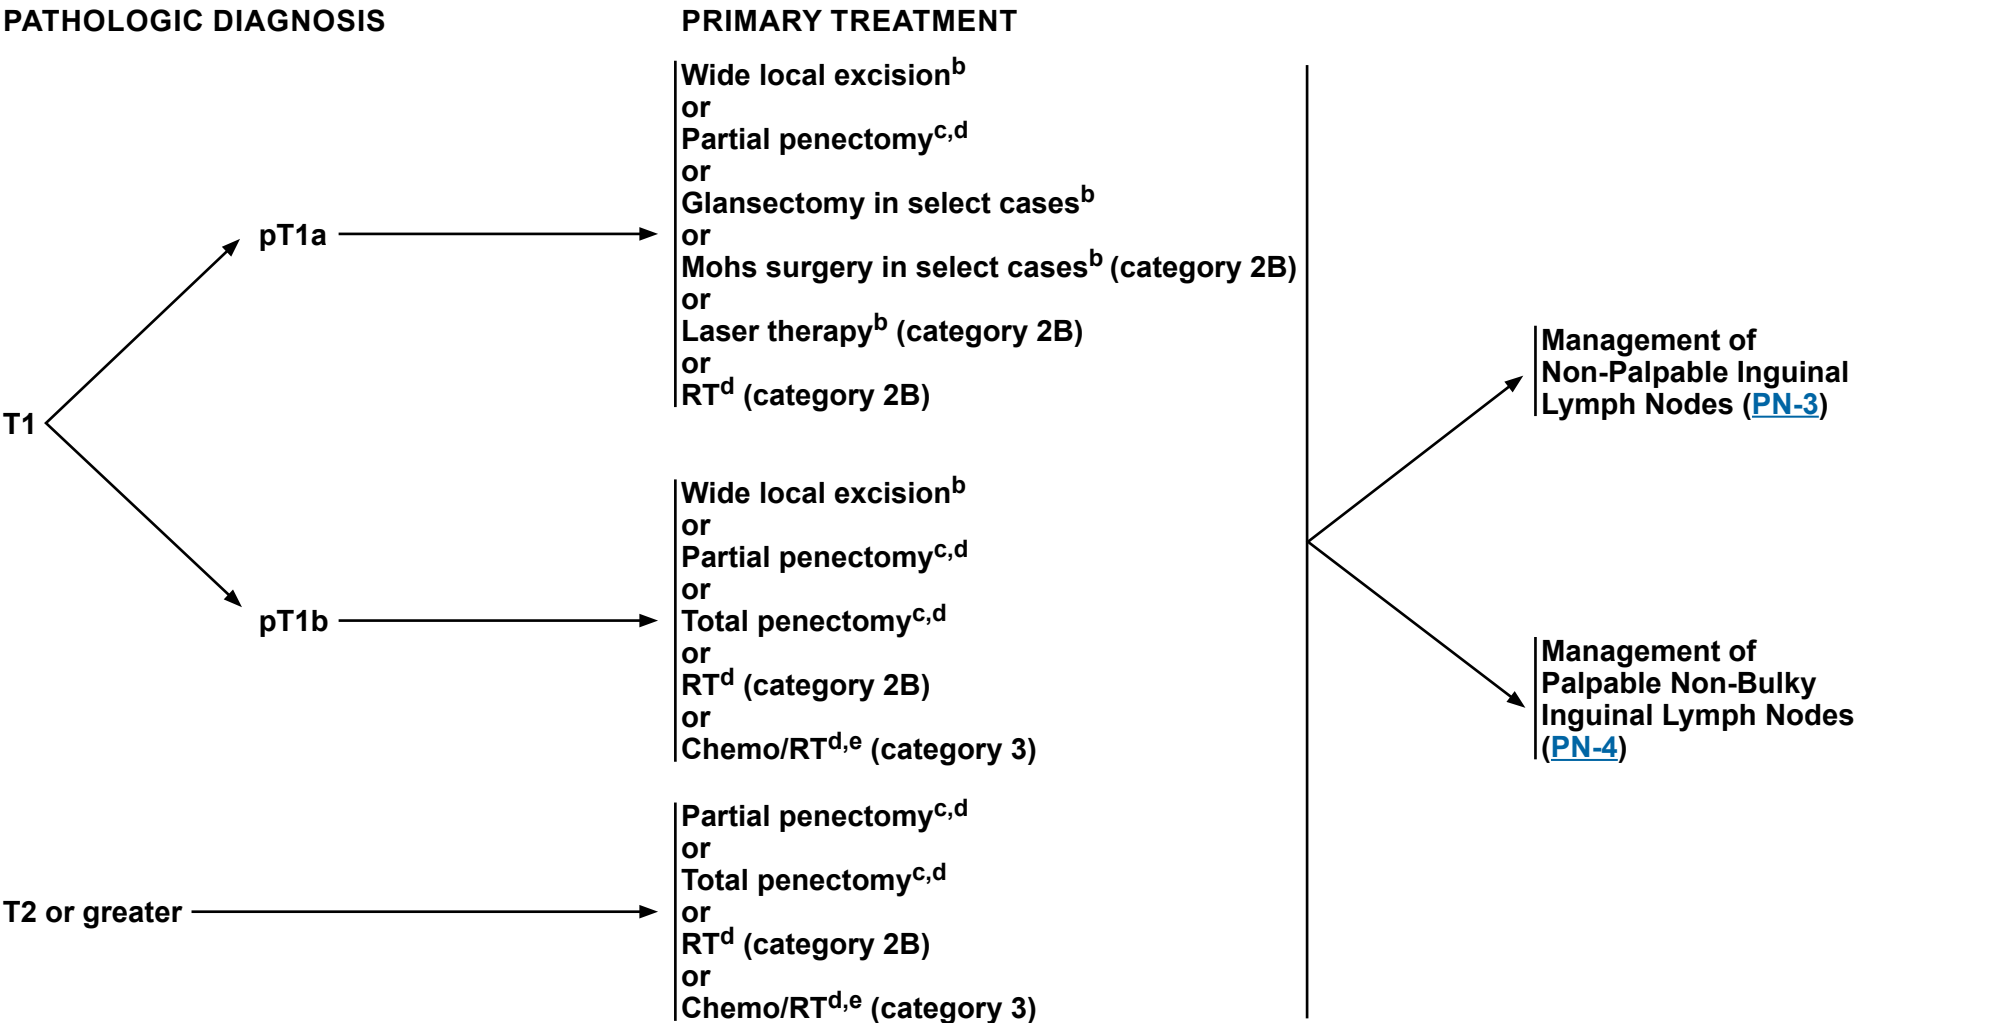 PATHOLOGIC DIAGNOSIS
PRIMARY TREATMENT
T1
pT1a
Wide local excisionb
or
Partial penectomyc,d
or
Glansectomy in select casesb
or
Mohs surgery in select casesb (category 2B)
or
Laser therapyb (category 2B)
or
RTd (category 2B)
pT1b
Wide local excisionb
or
Partial penectomyc,d
or
Total penectomyc,d
or
RTd (category 2B)
or
Chemo/RTd,e (category 3)
T2 or greater
Partial penectomyc,d
or
Total penectomyc,d
or
RTd (category 2B)
or
Chemo/RTd,e (category 3)
Management of
Non-Palpable Inguinal
Lymph Nodes (PN-3)
Management of
Palpable Non-Bulky
Inguinal Lymph Nodes
(PN-4)